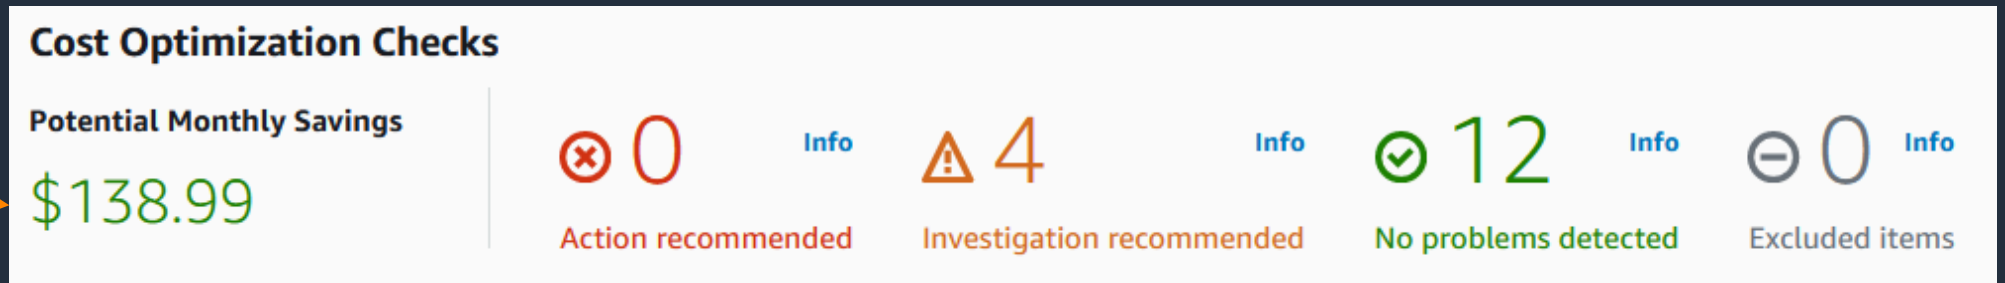 Cost Optimization Checks
Potential Monthly Savings
$138.99
0 Info
Action recommended
4 Info
Investigation recommended
12 Info
No problems detected
0 Info
Excluded items